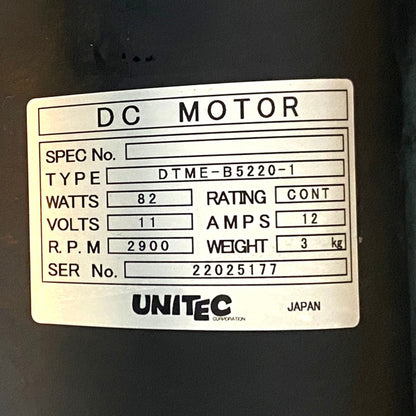 DC MOTOR
SPEC No.
TYPE DTME-B5220-1
WATTS 82 RATING CONT
VOLTS 11 AMPS 12
R.P.M 2900 WEIGHT 3 kg
SER No. 22025177
UNITEC CORPORATION JAPAN